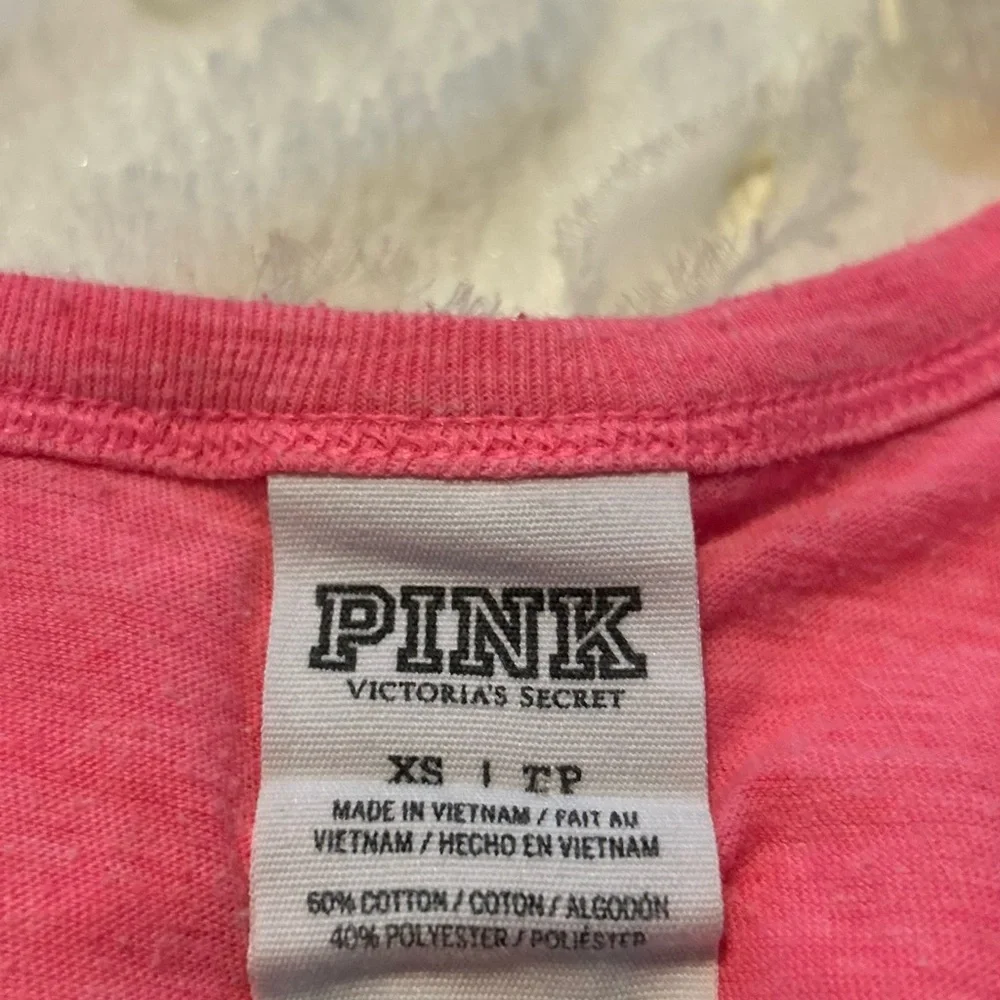 PINK
VICTORIA'S SECRET
XS | TP
MADE IN VIETNAM / FAIT AU
VIETNAM / HECHO EN VIETNAM
60% COTTON / COTON / ALGODÓN
40% POLYESTER / POLIÉSTER